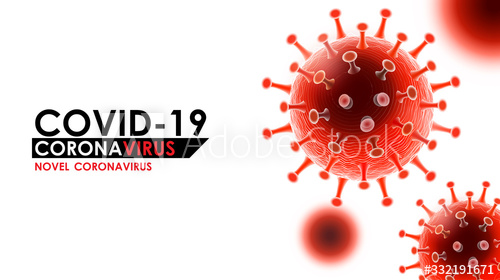 COVID-19
CORONAVIRUS
NOVEL CORONAVIRUS
Adobe Stock
#332191671